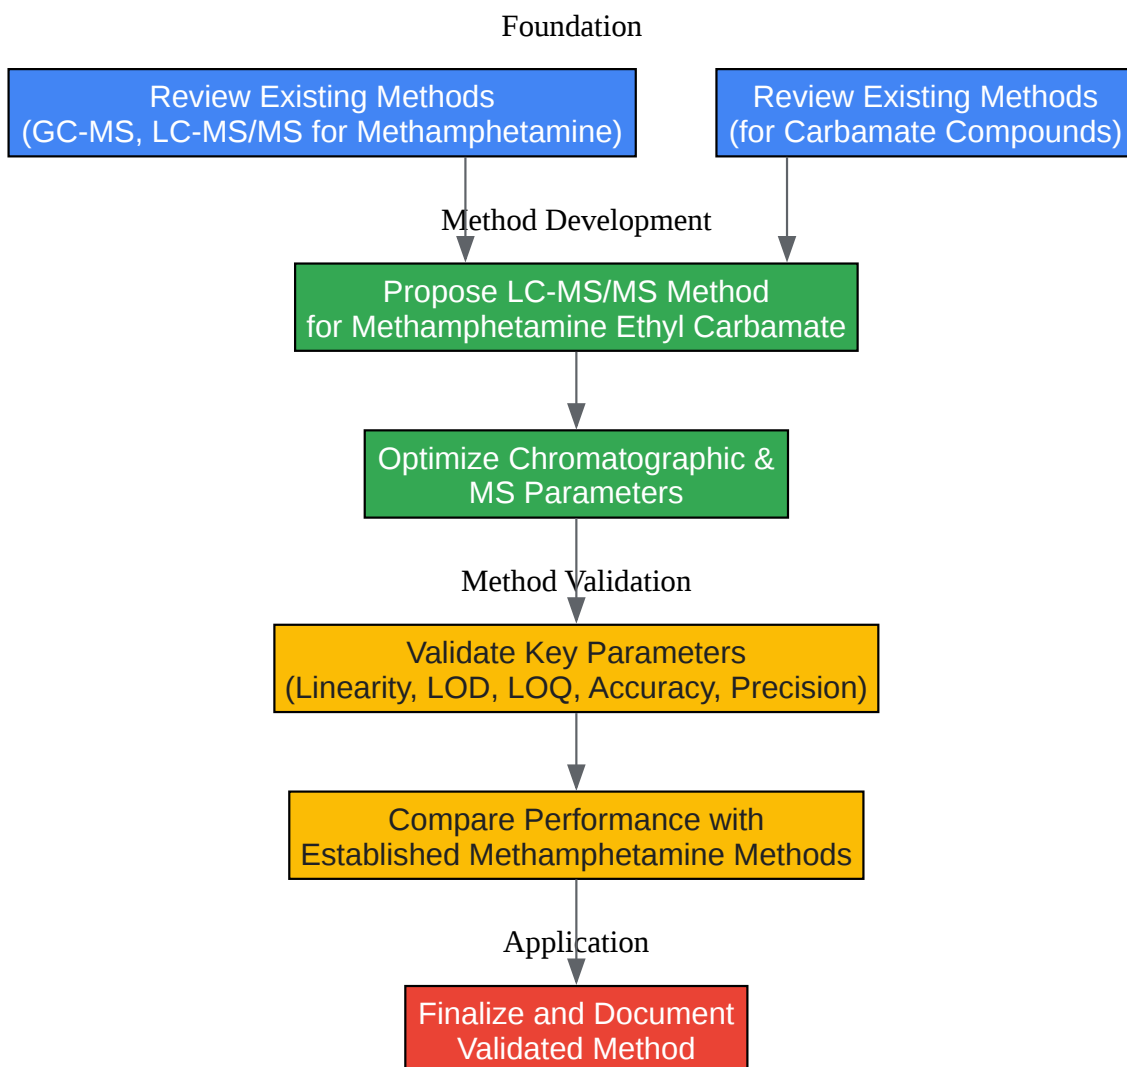 Foundation
Review Existing Methods
(GC-MS, LC-MS/MS for Methamphetamine)
Review Existing Methods
(for Carbamate Compounds)
Method Development
Propose LC-MS/MS Method
for Methamphetamine Ethyl Carbamate
Optimize Chromatographic &
MS Parameters
Method Validation
Validate Key Parameters
(Linearity, LOD, LOQ, Accuracy, Precision)
Compare Performance with
Established Methamphetamine Methods
Application
Finalize and Document
Validated Method